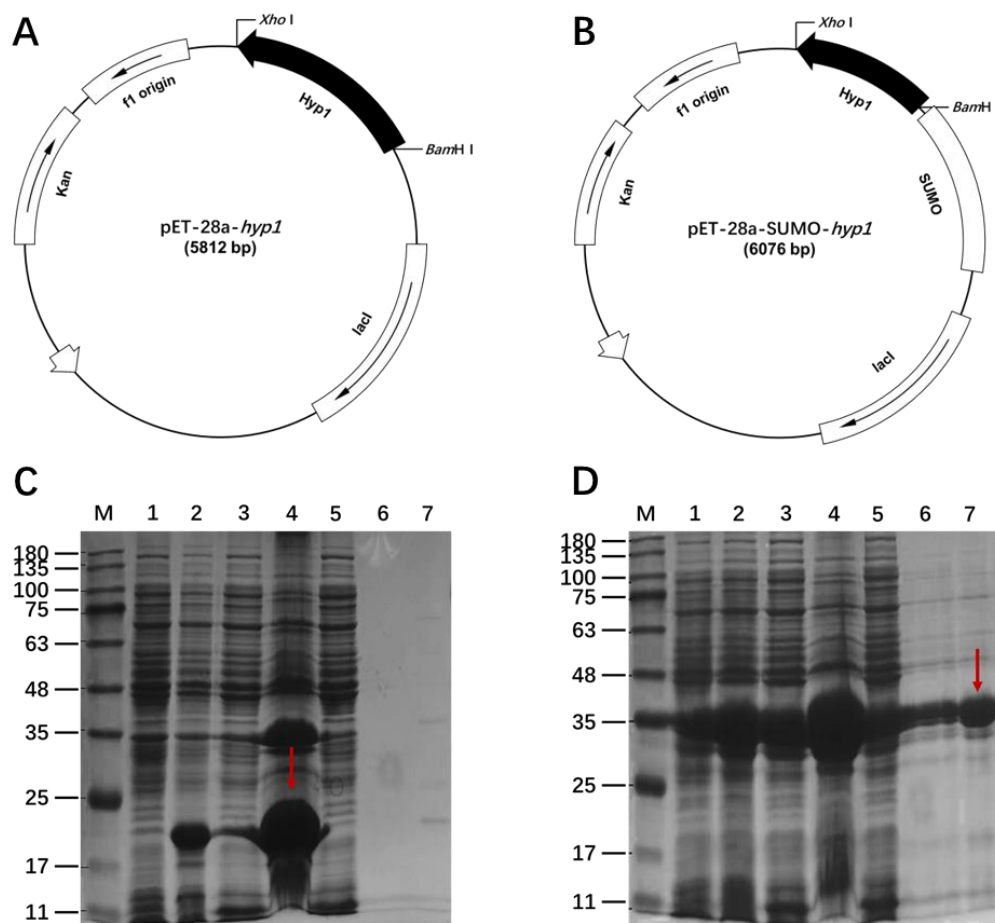 A
Xho I
f1 origin
Hyp1
BamH I
Kan
pET-28a-hyp1
(5812 bp)
lacI
B
Xho I
f1 origin
Hyp1
BamH
SUMO
Kan
pET-28a-SUMO-hyp1
(6076 bp)
lacI
C
M 1 2 3 4 5 6 7
180
135
100
75
63
48
35
25
17
11
D
M 1 2 3 4 5 6 7
180
135
100
75
63
48
35
25
17
11